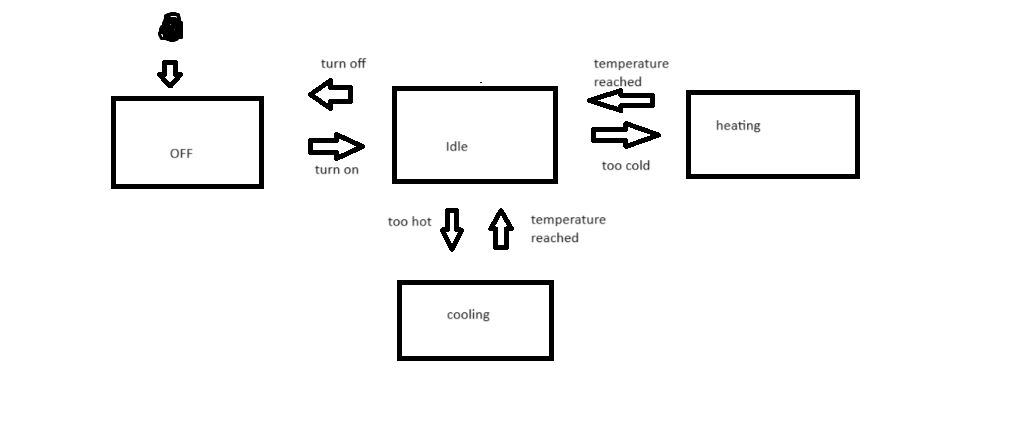 turn off
temperature
reached
heating
OFF
Idle
turn on
too cold
too hot
temperature
reached
cooling